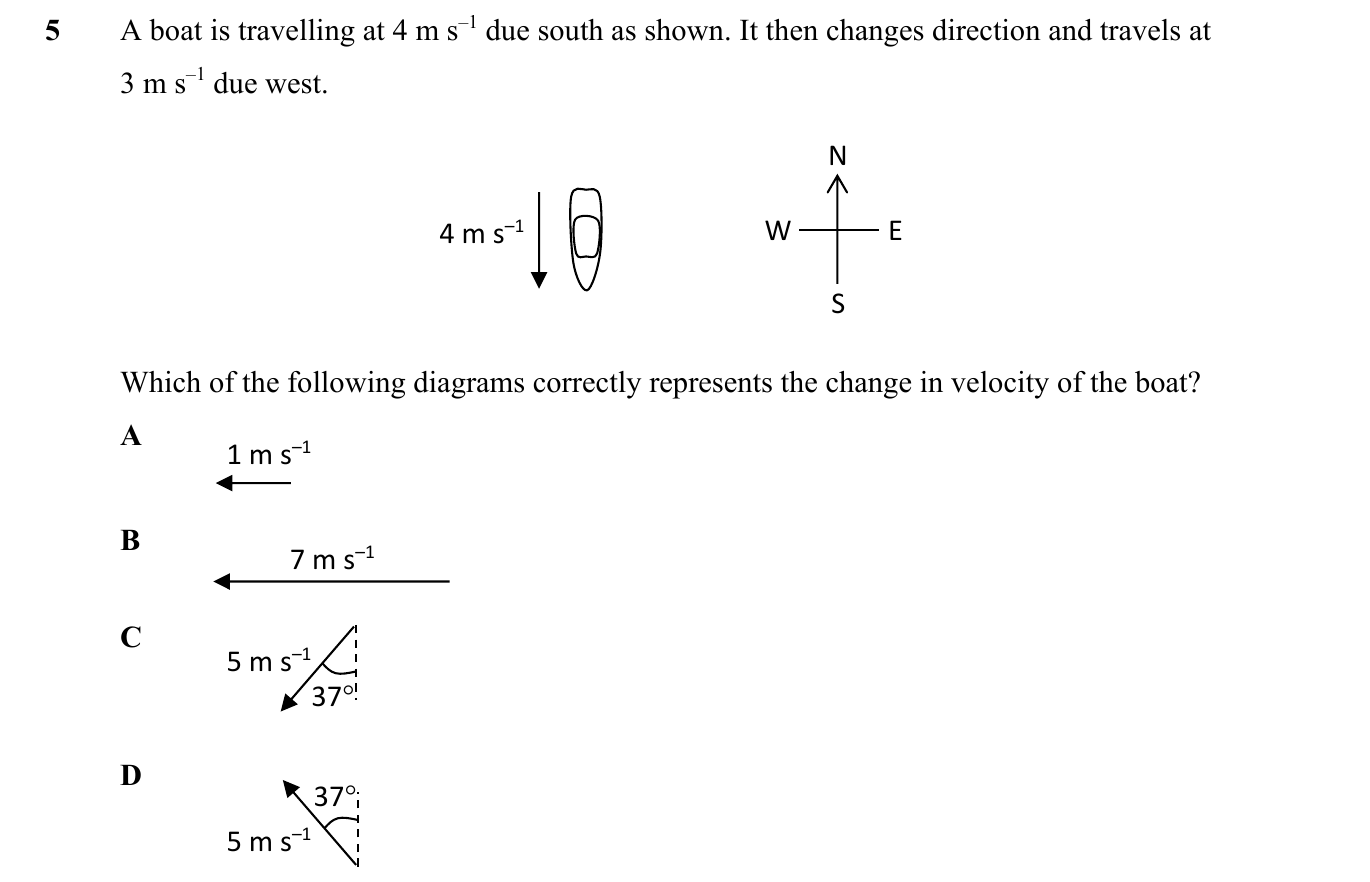 5 A boat is travelling at 4 m s⁻¹ due south as shown. It then changes direction and travels at
3 m s⁻¹ due west.
N
4 m s⁻¹ W E
S
Which of the following diagrams correctly represents the change in velocity of the boat?
A
1 m s⁻¹
B
7 m s⁻¹
C
5 m s⁻¹
37°
D
37°
5 m s⁻¹